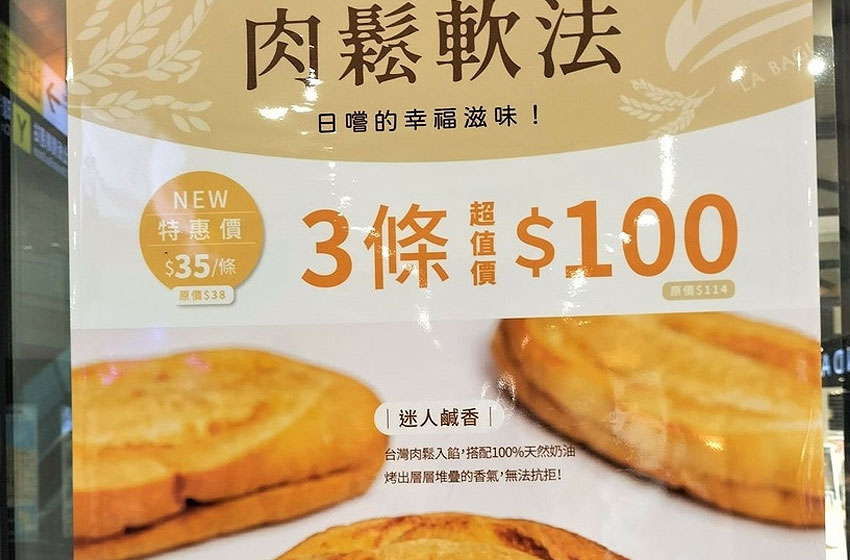 肉鬆軟法
LA BAGU
日嚐的幸福滋味！
NEW
特惠價
$35/條
原價$38
3條 超值價 $100
原價$114
迷人鹹香
台灣肉鬆入餡，搭配100%天然奶油
烤出層層堆疊的香氣，無法抗拒！